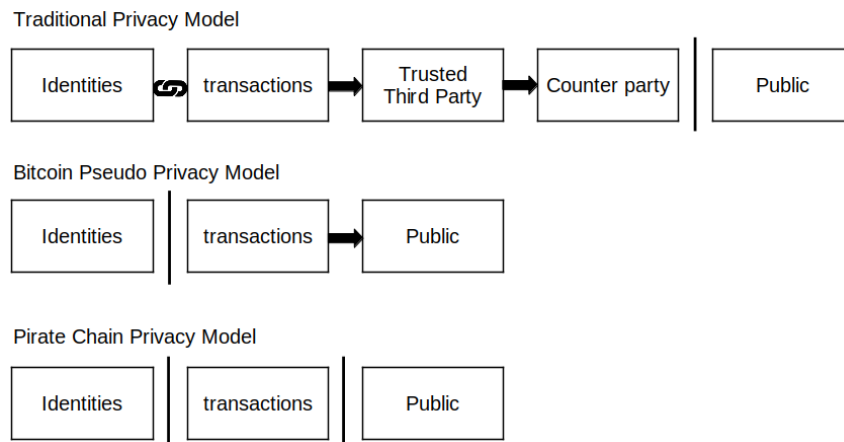 Traditional Privacy Model
Identities
transactions
Trusted
Third Party
Counter party
Public
Bitcoin Pseudo Privacy Model
Identities
transactions
Public
Pirate Chain Privacy Model
Identities
transactions
Public